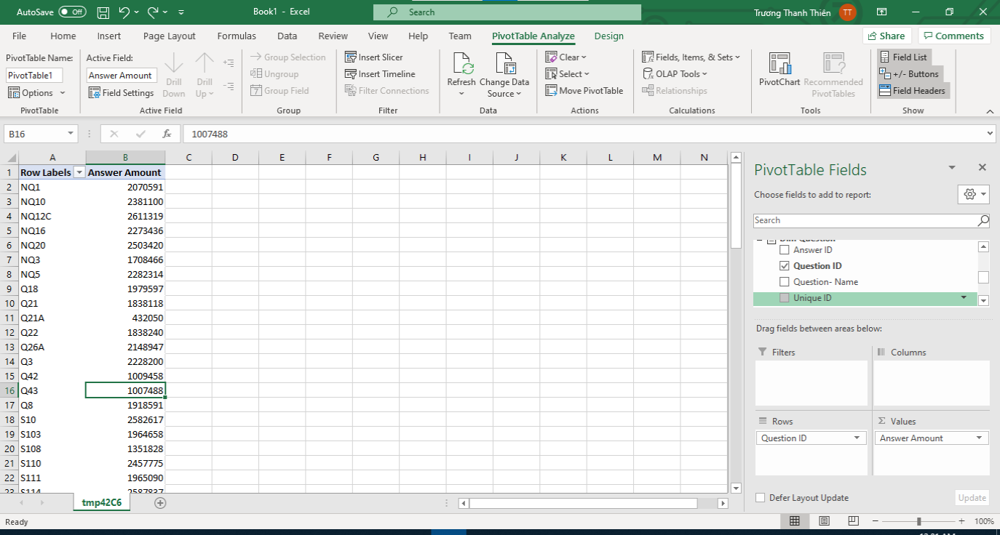 AutoSave Off Book1 - Excel Search Trương Thanh Thiên TT
File Home Insert Page Layout Formulas Data Review View Help Team PivotTable Analyze Design Share Comments
PivotTable Name:
PivotTable1
Options
PivotTable
Active Field:
Answer Amount
Field Settings
Drill Down
Drill Up
Active Field
Group Selection
Ungroup
Group Field
Group
Insert Slicer
Insert Timeline
Filter Connections
Filter
Refresh
Change Data Source
Data
Clear
Select
Move PivotTable
Actions
Fields, Items, & Sets
OLAP Tools
Relationships
Calculations
PivotChart
Recommended PivotTables
Tools
Field List
+/- Buttons
Field Headers
Show
B16 fx 1007488
A B C D E F G H I J K L M N
1 Row Labels Answer Amount
2 NQ1 2070591
3 NQ10 2381100
4 NQ12C 2611319
5 NQ16 2273436
6 NQ20 2503420
7 NQ3 1708466
8 NQ5 2282314
9 Q18 1979597
10 Q21 1838118
11 Q21A 432050
12 Q22 1838240
13 Q26A 2148947
14 Q3 2228200
15 Q42 1009458
16 Q43 1007488
17 Q8 1918591
18 S10 2582617
19 S103 1964658
20 S108 1351828
21 S110 2457775
22 S111 1965090
23 S114 2587837
tmp42C6
PivotTable Fields
Choose fields to add to report:
Search
Dim Question
Answer ID
Question ID
Question- Name
Unique ID
Drag fields between areas below:
Filters
Columns
Rows
Question ID
Σ Values
Answer Amount
Defer Layout Update Update
Ready 100%